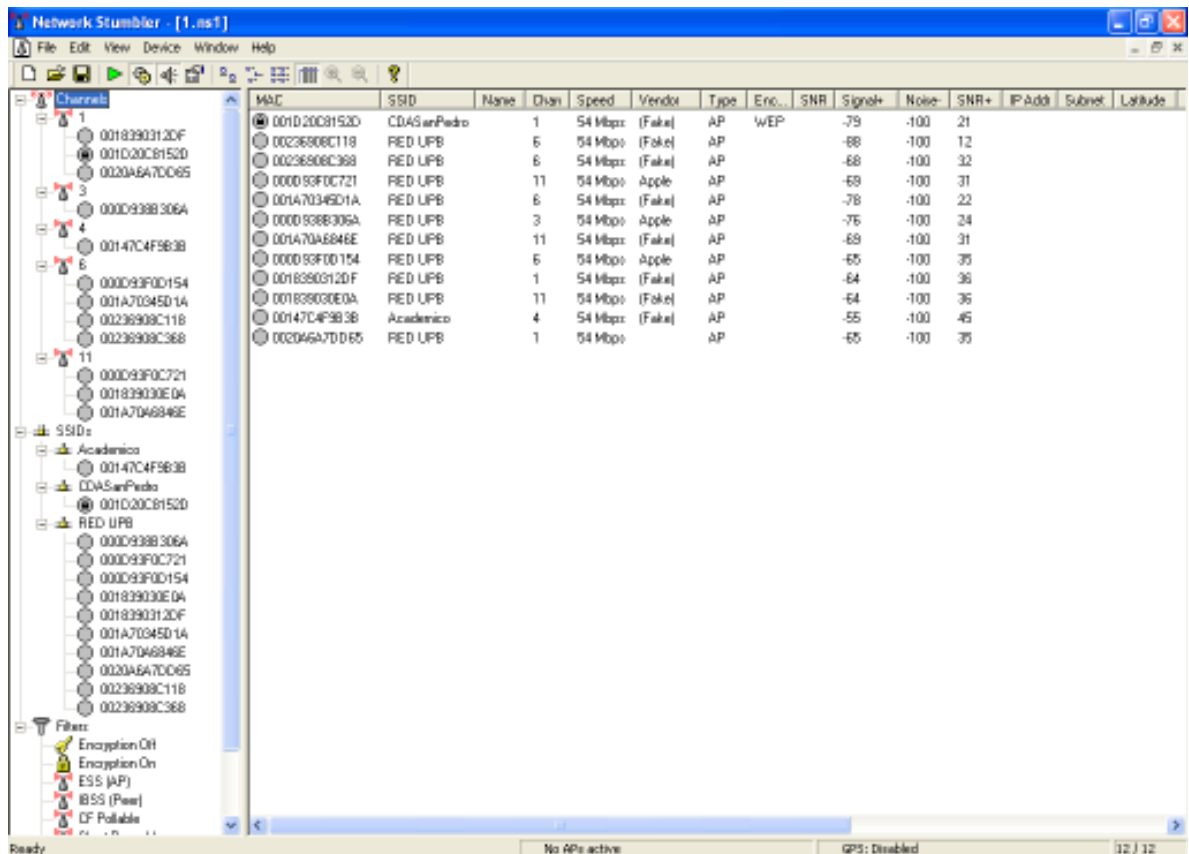 Network Stumbler - [1.ns1]
File Edit View Device Window Help
Channels
1
0018390312DF
001D20C8152D
0020A6A7DD65
3
000D938B306A
4
00147C4F9B3B
6
000D93F0D154
001A70345D1A
00236908C118
00236908C368
11
000D93F0C721
001839030E0A
001A70A6846E
SSIDs
Academico
00147C4F9B3B
CDASanPedro
001D20C8152D
RED UPB
000D938B306A
000D93F0C721
000D93F0D154
001839030E0A
0018390312DF
001A70345D1A
001A70A6846E
0020A6A7DD65
00236908C118
00236908C368
Filters
Encryption Off
Encryption On
ESS (AP)
IBSS (Peer)
CF Pollable
MAC SSID Name Chan Speed Vendor Type Enc... SNR Signal+ Noise- SNR+ IP Addr Subnet Latitude
001D20C8152D CDASanPedro 1 54 Mbps (Fake) AP WEP -79 -100 21
00236908C118 RED UPB 6 54 Mbps (Fake) AP -88 -100 12
00236908C368 RED UPB 6 54 Mbps (Fake) AP -68 -100 32
000D93F0C721 RED UPB 11 54 Mbps Apple AP -69 -100 31
001A70345D1A RED UPB 6 54 Mbps (Fake) AP -78 -100 22
000D938B306A RED UPB 3 54 Mbps Apple AP -76 -100 24
001A70A6846E RED UPB 11 54 Mbps (Fake) AP -69 -100 31
000D93F0D154 RED UPB 6 54 Mbps Apple AP -65 -100 35
0018390312DF RED UPB 1 54 Mbps (Fake) AP -64 -100 36
001839030E0A RED UPB 11 54 Mbps (Fake) AP -64 -100 36
00147C4F9B3B Academico 4 54 Mbps (Fake) AP -55 -100 45
0020A6A7DD65 RED UPB 1 54 Mbps AP -65 -100 35
Ready
No APs active
GPS: Disabled
12 / 12